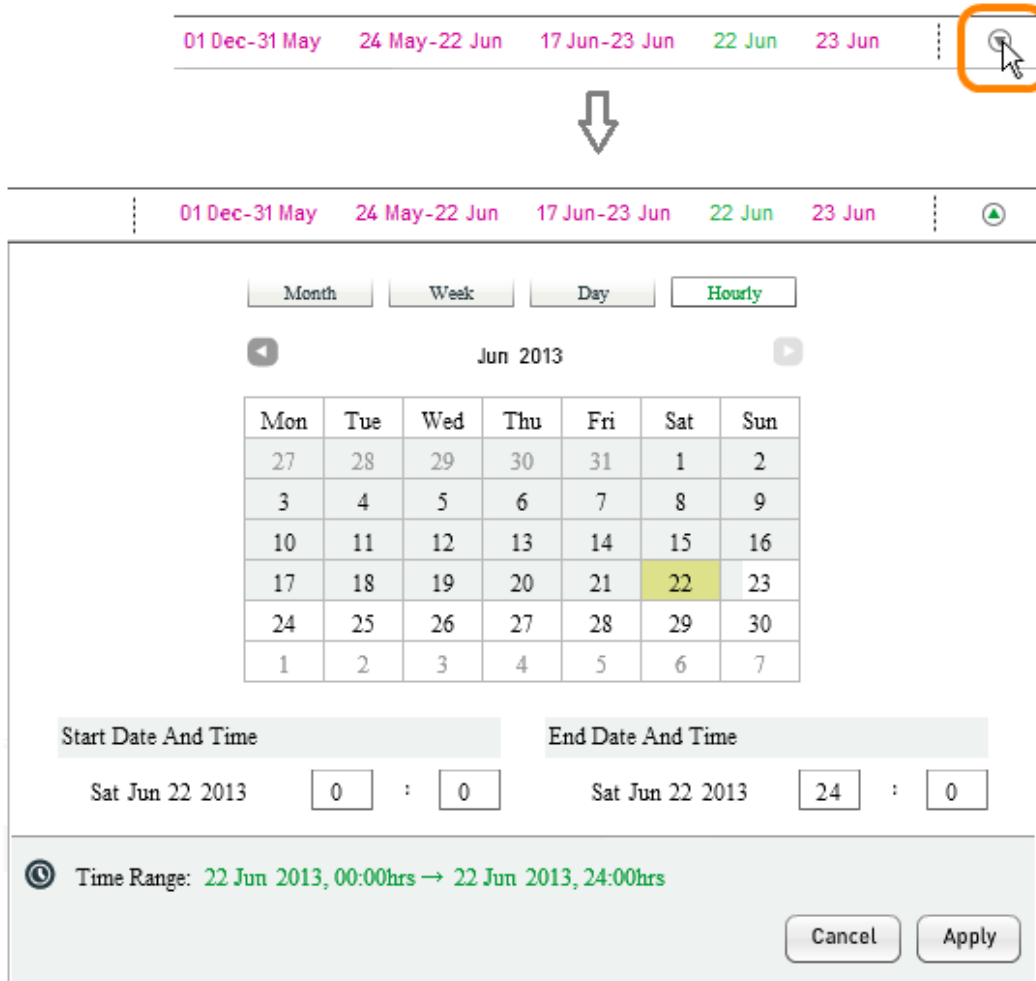 01 Dec-31 May 24 May-22 Jun 17 Jun-23 Jun 22 Jun 23 Jun
01 Dec-31 May 24 May-22 Jun 17 Jun-23 Jun 22 Jun 23 Jun
Month Week Day Hourly
Jun 2013
Mon Tue Wed Thu Fri Sat Sun
27 28 29 30 31 1 2
3 4 5 6 7 8 9
10 11 12 13 14 15 16
17 18 19 20 21 22 23
24 25 26 27 28 29 30
1 2 3 4 5 6 7
Start Date And Time End Date And Time
Sat Jun 22 2013 0 : 0 Sat Jun 22 2013 24 : 0
Time Range: 22 Jun 2013, 00:00hrs → 22 Jun 2013, 24:00hrs
Cancel Apply